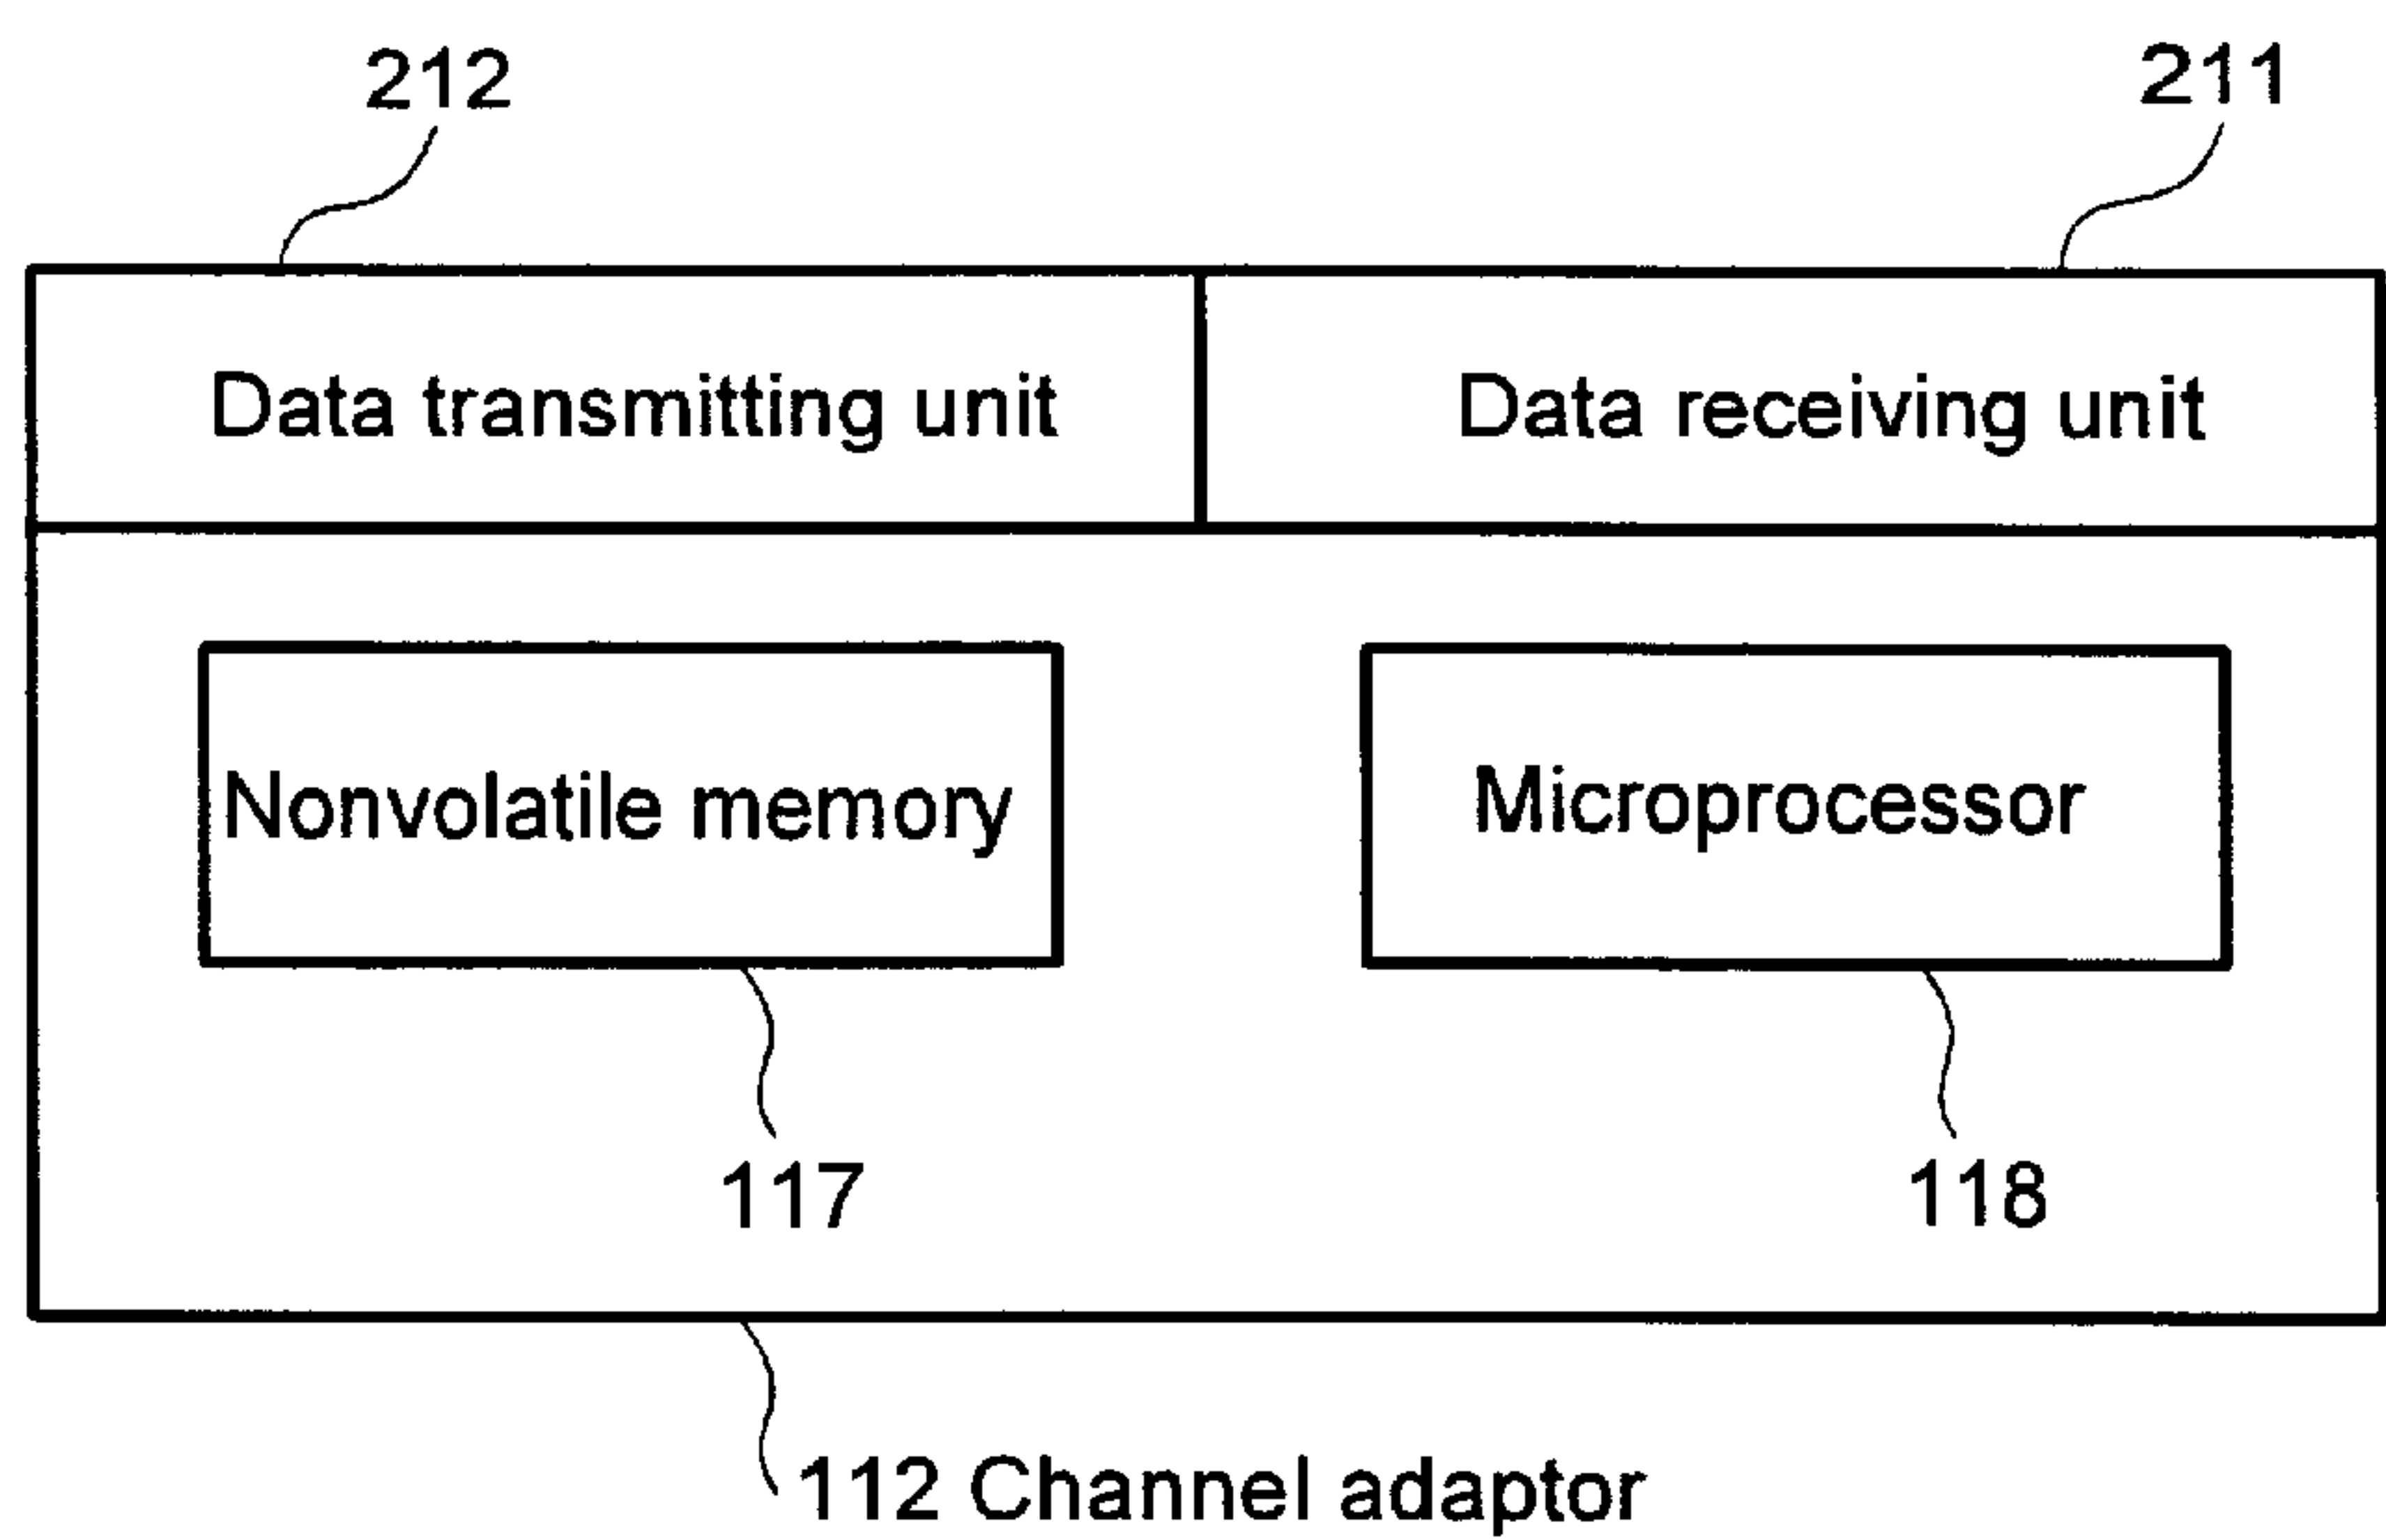 212
211
Data transmitting unit
Data receiving unit
Nonvolatile memory
Microprocessor
117
118
112 Channel adaptor